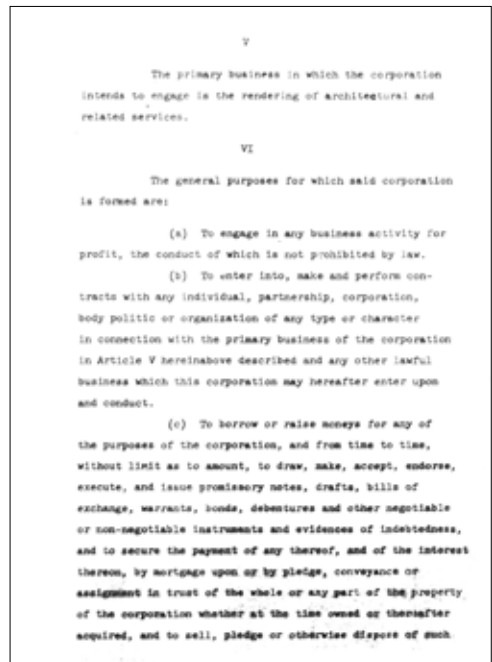 V
The primary business in which the corporation
intends to engage is the rendering of architectural and
related services.
VI
The general purposes for which said corporation
is formed are:
(a) To engage in any business activity for
profit, the conduct of which is not prohibited by law.
(b) To enter into, make and perform con-
tracts with any individual, partnership, corporation,
body politic or organization of any type or character
in connection with the primary business of the corporation
in Article V hereinabove described and any other lawful
business which this corporation may hereafter enter upon
and conduct.
(c) To borrow or raise moneys for any of
the purposes of the corporation, and from time to time,
without limit as to amount, to draw, make, accept, endorse,
execute, and issue promissory notes, drafts, bills of
exchange, warrants, bonds, debentures and other negotiable
or non-negotiable instruments and evidences of indebtedness,
and to secure the payment of any thereof, and of the interest
thereon, by mortgage upon or by pledge, conveyance or
assignment in trust of the whole or any part of the property
of the corporation whether at the time owned or thereafter
acquired, and to sell, pledge or otherwise dispose of such